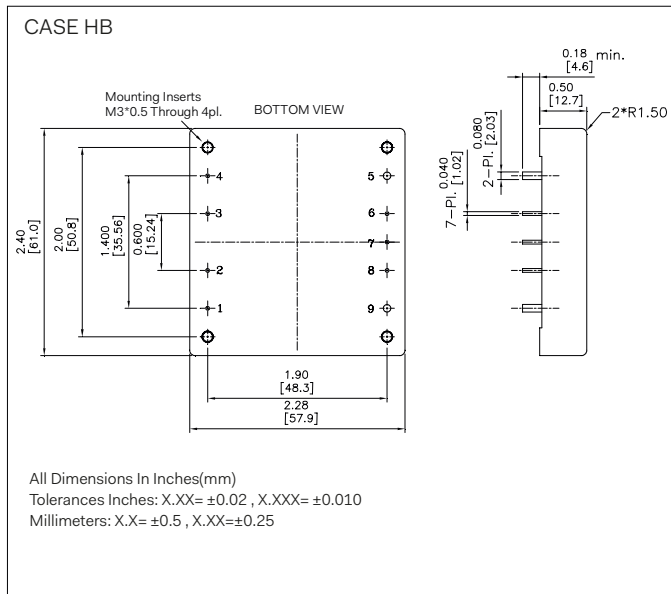 CASE HB
Mounting Inserts
M3*0.5 Through 4pl.
BOTTOM VIEW
0.18 min.
[4.6]
0.50
[12.7]
2*R1.50
0.080
[2.03]
2-Pl.
0.040
[1.02]
7-Pl.
2.40
[61.0]
2.00
[50.8]
1.400
[35.56]
0.600
[15.24]
4
3
2
1
5
6
7
8
9
1.90
[48.3]
2.28
[57.9]
All Dimensions In Inches(mm)
Tolerances Inches: X.XX= ±0.02 , X.XXX= ±0.010
Millimeters: X.X= ±0.5 , X.XX=±0.25